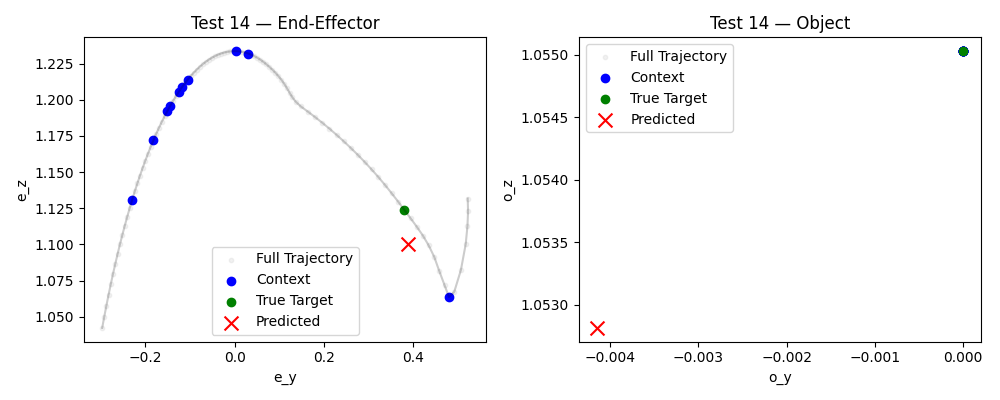 Test 14 — End-Effector
1.225
1.200
1.175
1.150
1.125
1.100
1.075
1.050
e_z
−0.2
0.0
0.2
0.4
e_y
Full Trajectory
Context
True Target
Predicted
Test 14 — Object
1.0550
1.0545
1.0540
1.0535
1.0530
o_z
−0.004
−0.003
−0.002
−0.001
0.000
o_y
Full Trajectory
Context
True Target
Predicted